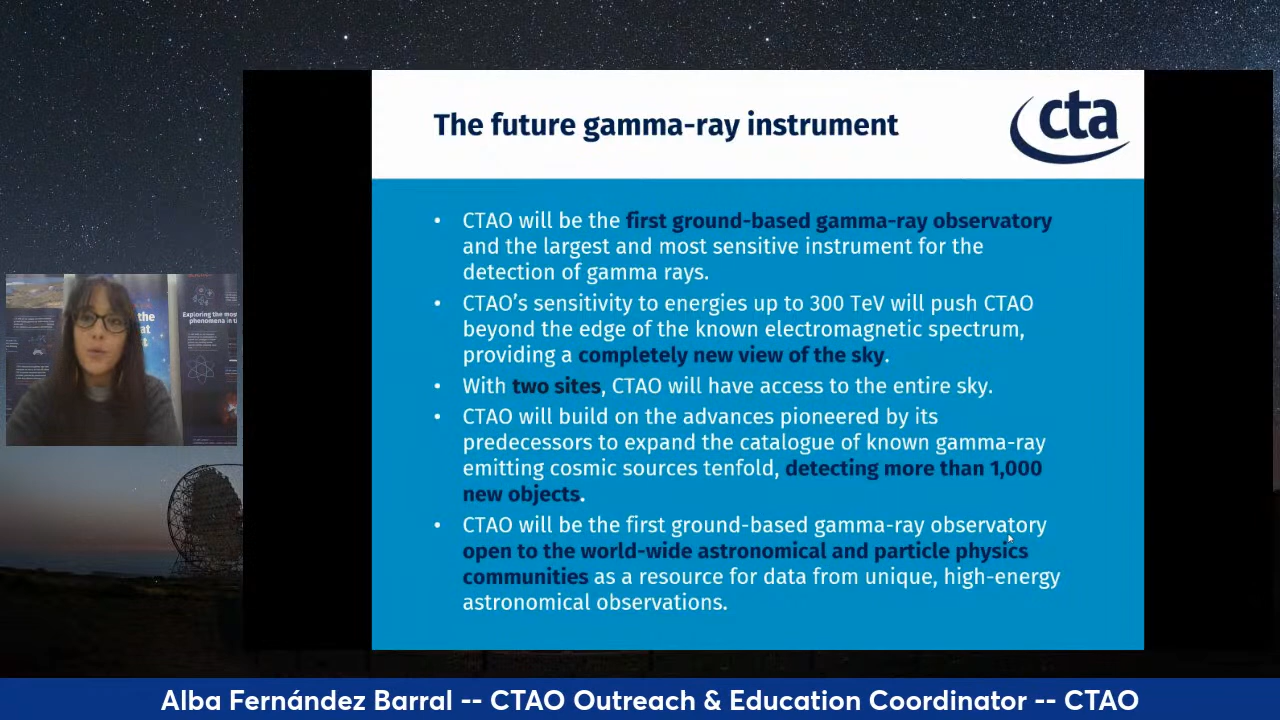 The future gamma-ray instrument
cta
• CTAO will be the first ground-based gamma-ray observatory
and the largest and most sensitive instrument for the
detection of gamma rays.
• CTAO's sensitivity to energies up to 300 TeV will push CTAO
beyond the edge of the known electromagnetic spectrum,
providing a completely new view of the sky.
• With two sites, CTAO will have access to the entire sky.
• CTAO will build on the advances pioneered by its
predecessors to expand the catalogue of known gamma-ray
emitting cosmic sources tenfold, detecting more than 1,000
new objects.
• CTAO will be the first ground-based gamma-ray observatory
open to the world-wide astronomical and particle physics
communities as a resource for data from unique, high-energy
astronomical observations.
the
Exploring the most
phenomena in t
Alba Fernández Barral -- CTAO Outreach & Education Coordinator -- CTAO